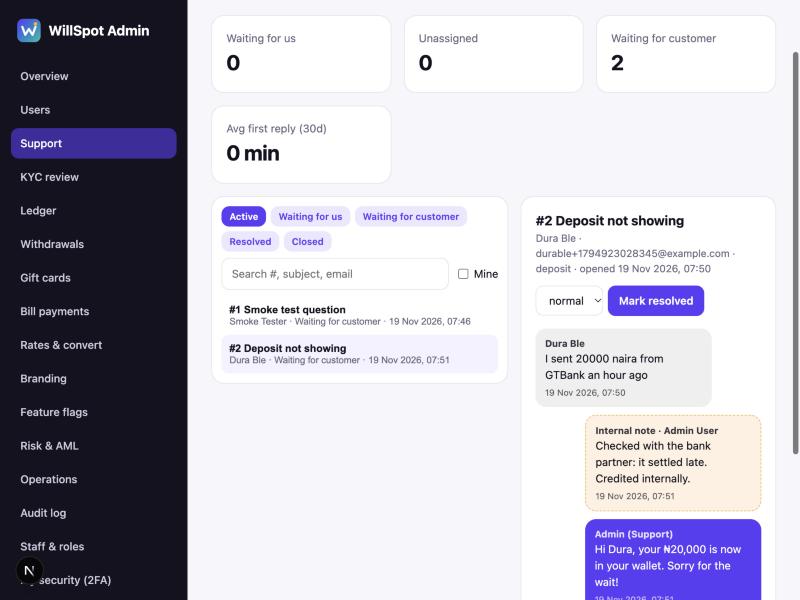 WillSpot Admin
Overview
Users
Support
KYC review
Ledger
Withdrawals
Gift cards
Bill payments
Rates & convert
Branding
Feature flags
Risk & AML
Operations
Audit log
Staff & roles
security (2FA)
N
Waiting for us
0
Unassigned
0
Waiting for customer
2
Avg first reply (30d)
0 min
Active
Waiting for us
Waiting for customer
Resolved
Closed
Search #, subject, email
Mine
#1 Smoke test question
Smoke Tester · Waiting for customer · 19 Nov 2026, 07:46
#2 Deposit not showing
Dura Ble · Waiting for customer · 19 Nov 2026, 07:51
#2 Deposit not showing
Dura Ble ·
durable+1794923028345@example.com ·
deposit · opened 19 Nov 2026, 07:50
normal
Mark resolved
Dura Ble
I sent 20000 naira from
GTBank an hour ago
19 Nov 2026, 07:50
Internal note · Admin User
Checked with the bank
partner: it settled late.
Credited internally.
19 Nov 2026, 07:51
Admin (Support)
Hi Dura, your ₦20,000 is now
in your wallet. Sorry for the
wait!
19 Nov 2026, 07:51